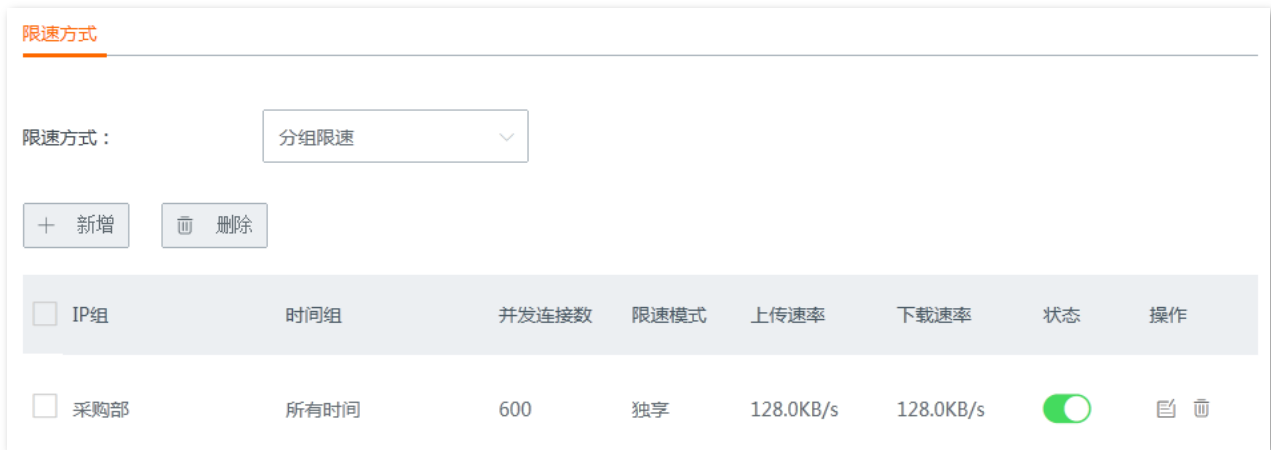 限速方式
限速方式： 分组限速
新增 删除
IP组 时间组 并发连接数 限速模式 上传速率 下载速率 状态 操作
采购部 所有时间 600 独享 128.0KB/s 128.0KB/s